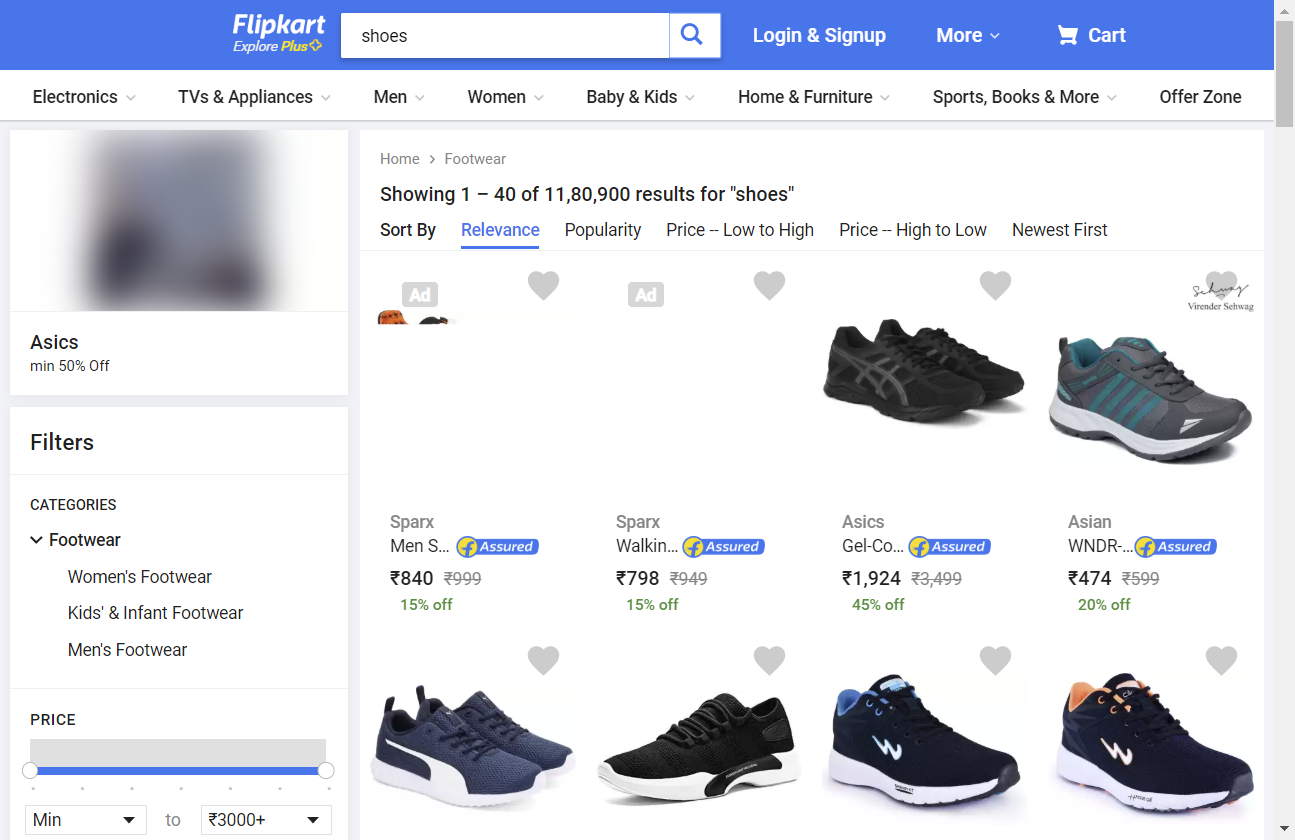 Flipkart
Explore Plus
shoes
Login & Signup
More
Cart
Electronics
TVs & Appliances
Men
Women
Baby & Kids
Home & Furniture
Sports, Books & More
Offer Zone
Asics
min 50% Off
Filters
CATEGORIES
Footwear
Women's Footwear
Kids' & Infant Footwear
Men's Footwear
PRICE
Min
to
₹3000+
Home > Footwear
Showing 1 – 40 of 11,80,900 results for "shoes"
Sort By Relevance Popularity Price -- Low to High Price -- High to Low Newest First
Ad
Sparx
Men S... Assured
₹840 ₹999
15% off
Ad
Sparx
Walkin... Assured
₹798 ₹949
15% off
Asics
Gel-Co... Assured
₹1,924 ₹3,499
45% off
Sehwag
Virender Sehwag
Asian
WNDR-... Assured
₹474 ₹599
20% off